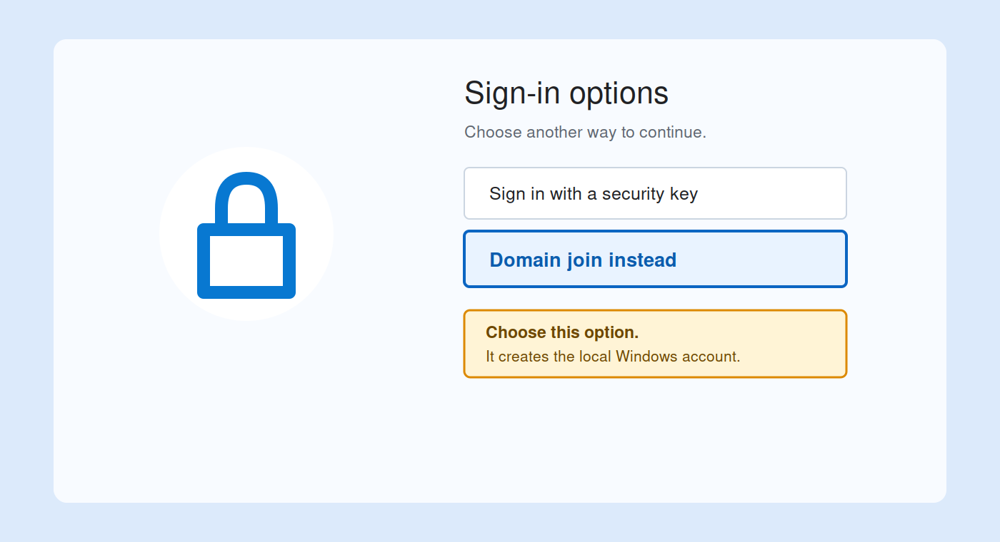 Sign-in options
Choose another way to continue.
Sign in with a security key
Domain join instead
Choose this option.
It creates the local Windows account.